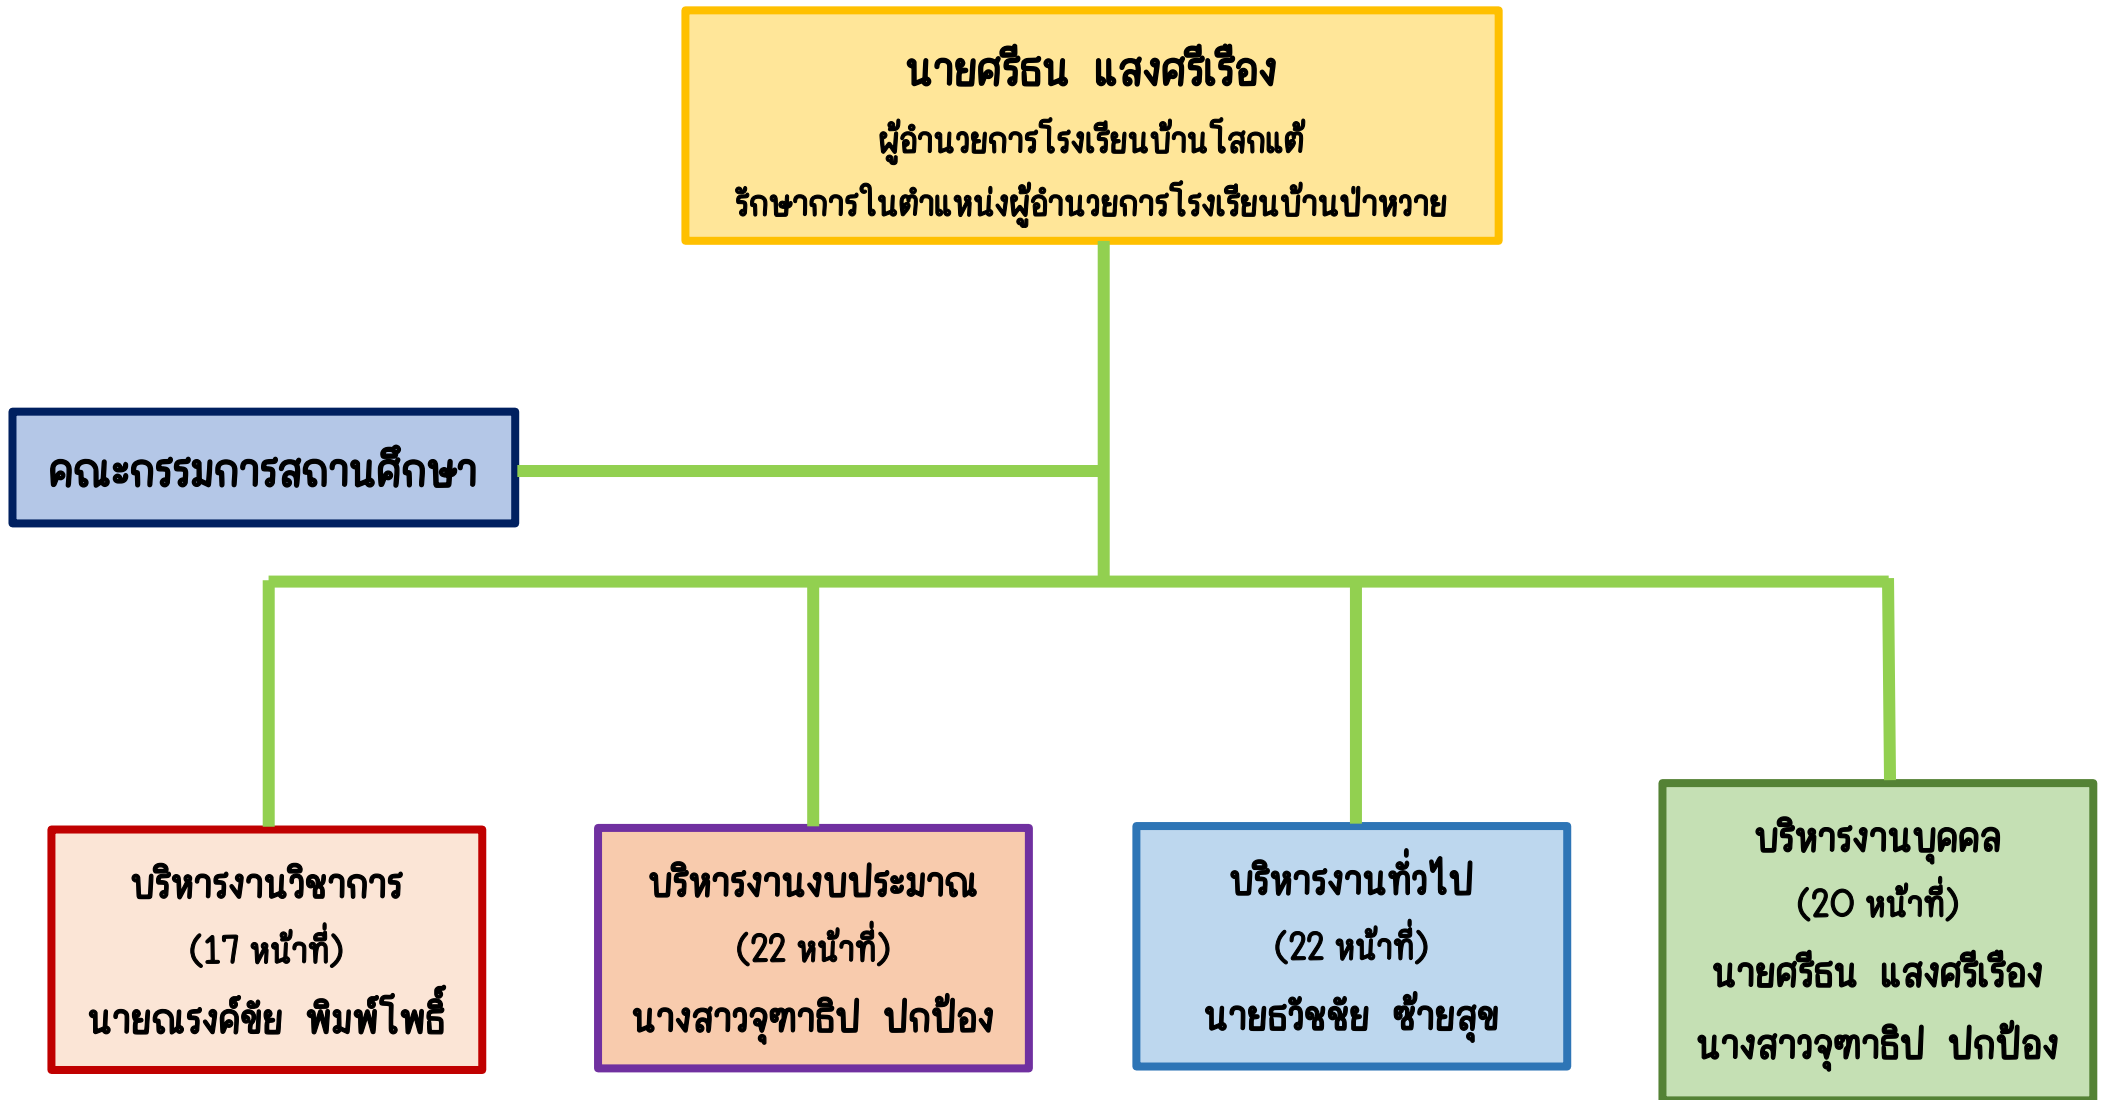 นายศรีธน  แสงศรีเรือง
ผู้อำนวยการโรงเรียนบ้านโสกแต้
รักษาการในตำแหน่งผู้อำนวยการโรงเรียนบ้านป่าหวาย
คณะกรรมการสถานศึกษา
บริหารงานวิชาการ
(17 หน้าที่)
นายณรงค์ชัย  พิมพ์โพธิ์
บริหารงานงบประมาณ
(22 หน้าที่)
นางสาวจุฑาธิป  ปกป้อง
บริหารงานทั่วไป
(22 หน้าที่)
นายธวัชชัย  ซ้ายสุข
บริหารงานบุคคล
(20 หน้าที่)
นายศรีธน  แสงศรีเรือง
นางสาวจุฑาธิป  ปกป้อง